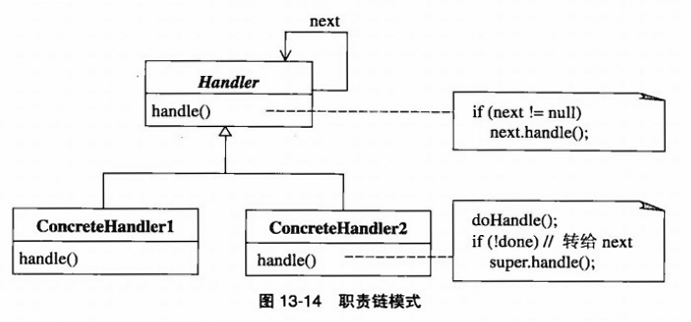 next
Handler
handle()
if (next != null)
next.handle();
ConcreteHandler1
handle()
ConcreteHandler2
handle()
doHandle();
if (!done) // 转给 next
super.handle();
图 13-14 职责链模式